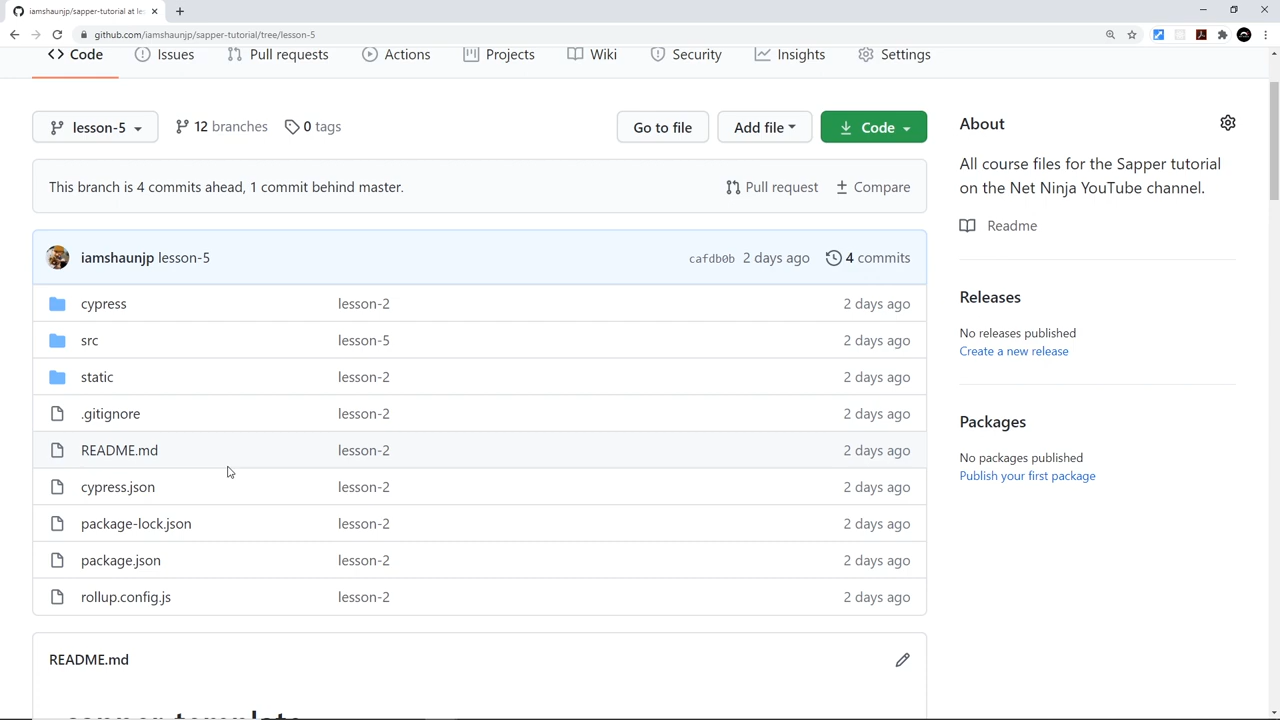 iamshaunjp/sapper-tutorial at les
github.com/iamshaunjp/sapper-tutorial/tree/lesson-5
Code Issues Pull requests Actions Projects Wiki Security Insights Settings
lesson-5 12 branches 0 tags Go to file Add file Code
This branch is 4 commits ahead, 1 commit behind master. Pull request Compare
iamshaunjp lesson-5 cafdb0b 2 days ago 4 commits
cypress lesson-2 2 days ago
src lesson-5 2 days ago
static lesson-2 2 days ago
.gitignore lesson-2 2 days ago
README.md lesson-2 2 days ago
cypress.json lesson-2 2 days ago
package-lock.json lesson-2 2 days ago
package.json lesson-2 2 days ago
rollup.config.js lesson-2 2 days ago
README.md
sapper-template
About
All course files for the Sapper tutorial
on the Net Ninja YouTube channel.
Readme
Releases
No releases published
Create a new release
Packages
No packages published
Publish your first package